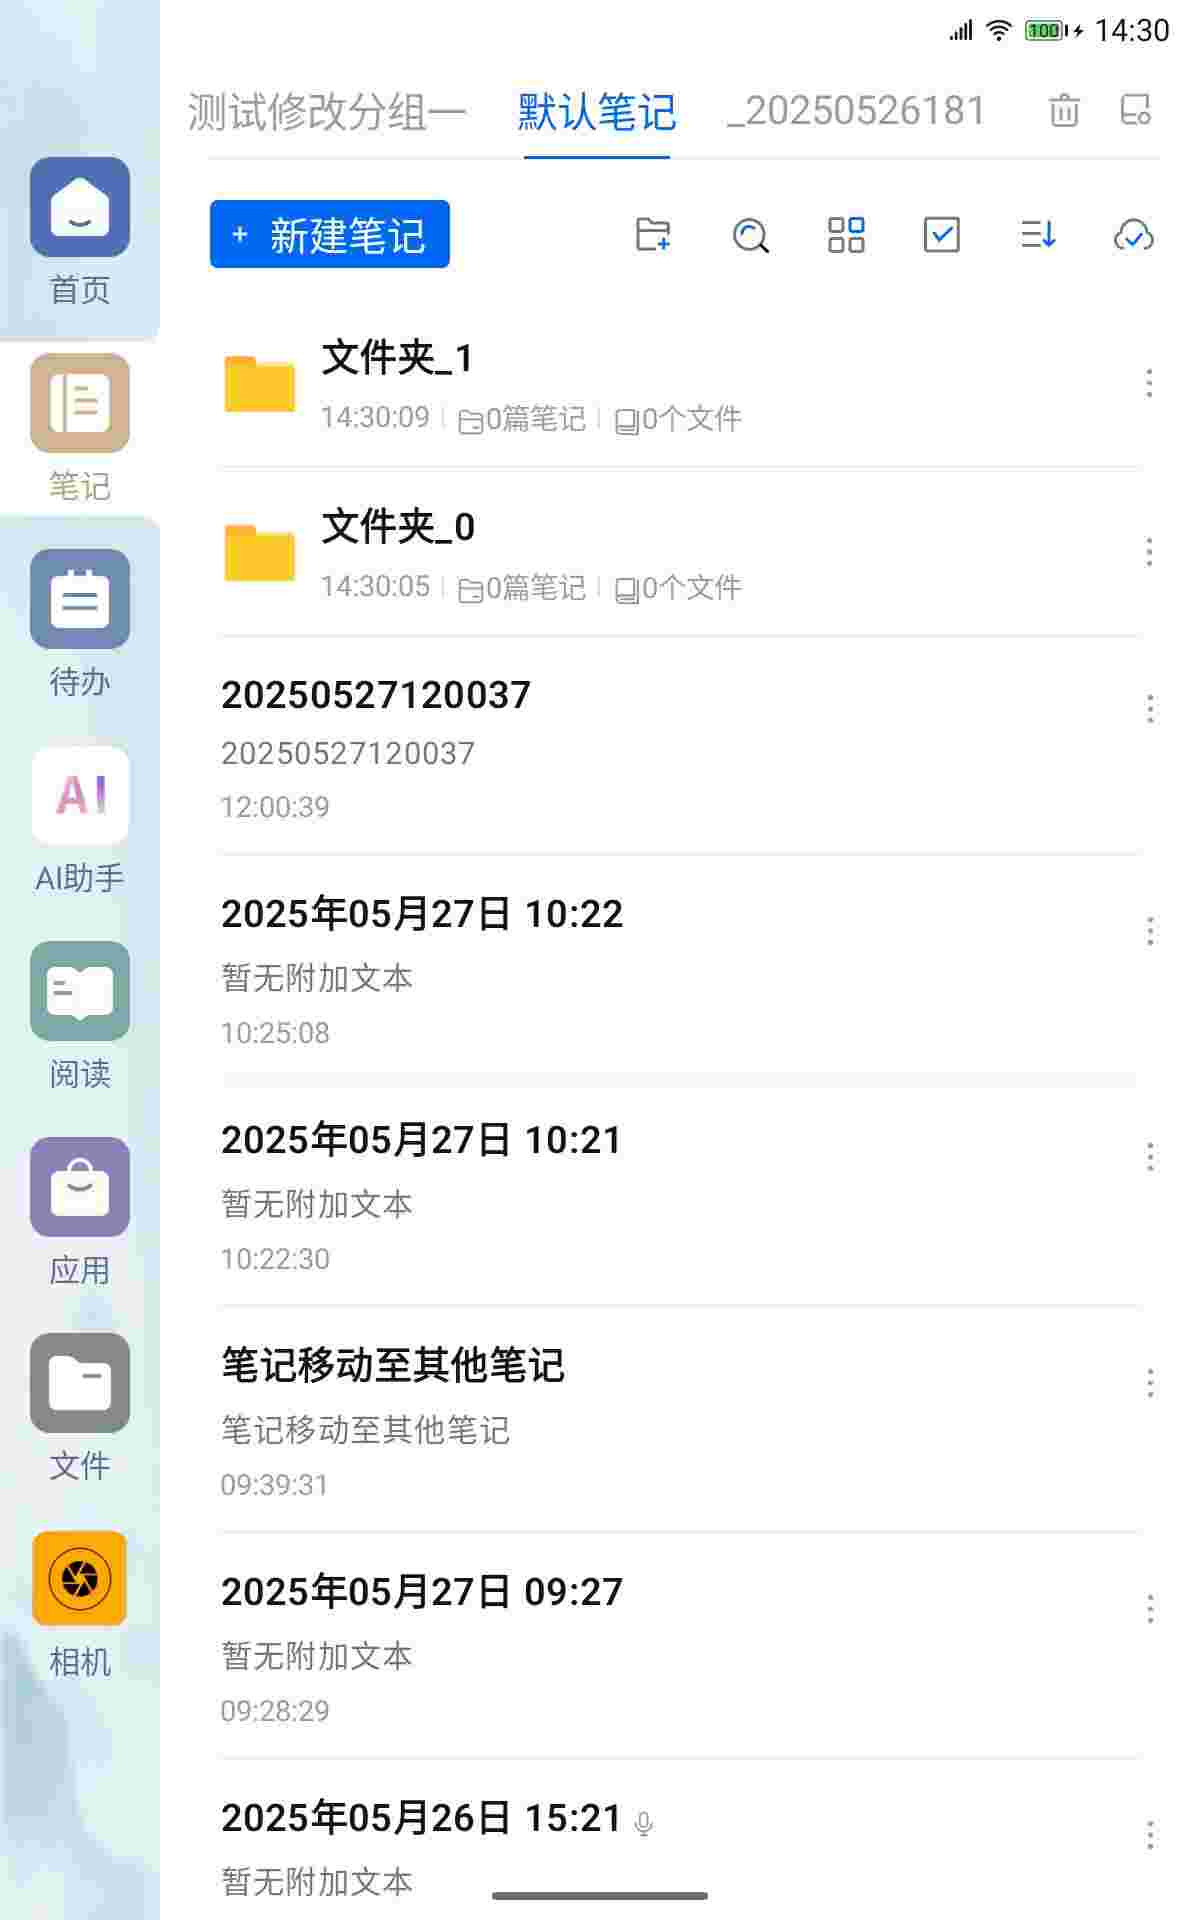 100 14:30
测试修改分组一 默认笔记 _20250526181
+ 新建笔记
首页
笔记
待办
AI
AI助手
阅读
应用
文件
相机
文件夹_1
14:30:09 0篇笔记 0个文件
文件夹_0
14:30:05 0篇笔记 0个文件
20250527120037
20250527120037
12:00:39
2025年05月27日 10:22
暂无附加文本
10:25:08
2025年05月27日 10:21
暂无附加文本
10:22:30
笔记移动至其他笔记
笔记移动至其他笔记
09:39:31
2025年05月27日 09:27
暂无附加文本
09:28:29
2025年05月26日 15:21
暂无附加文本